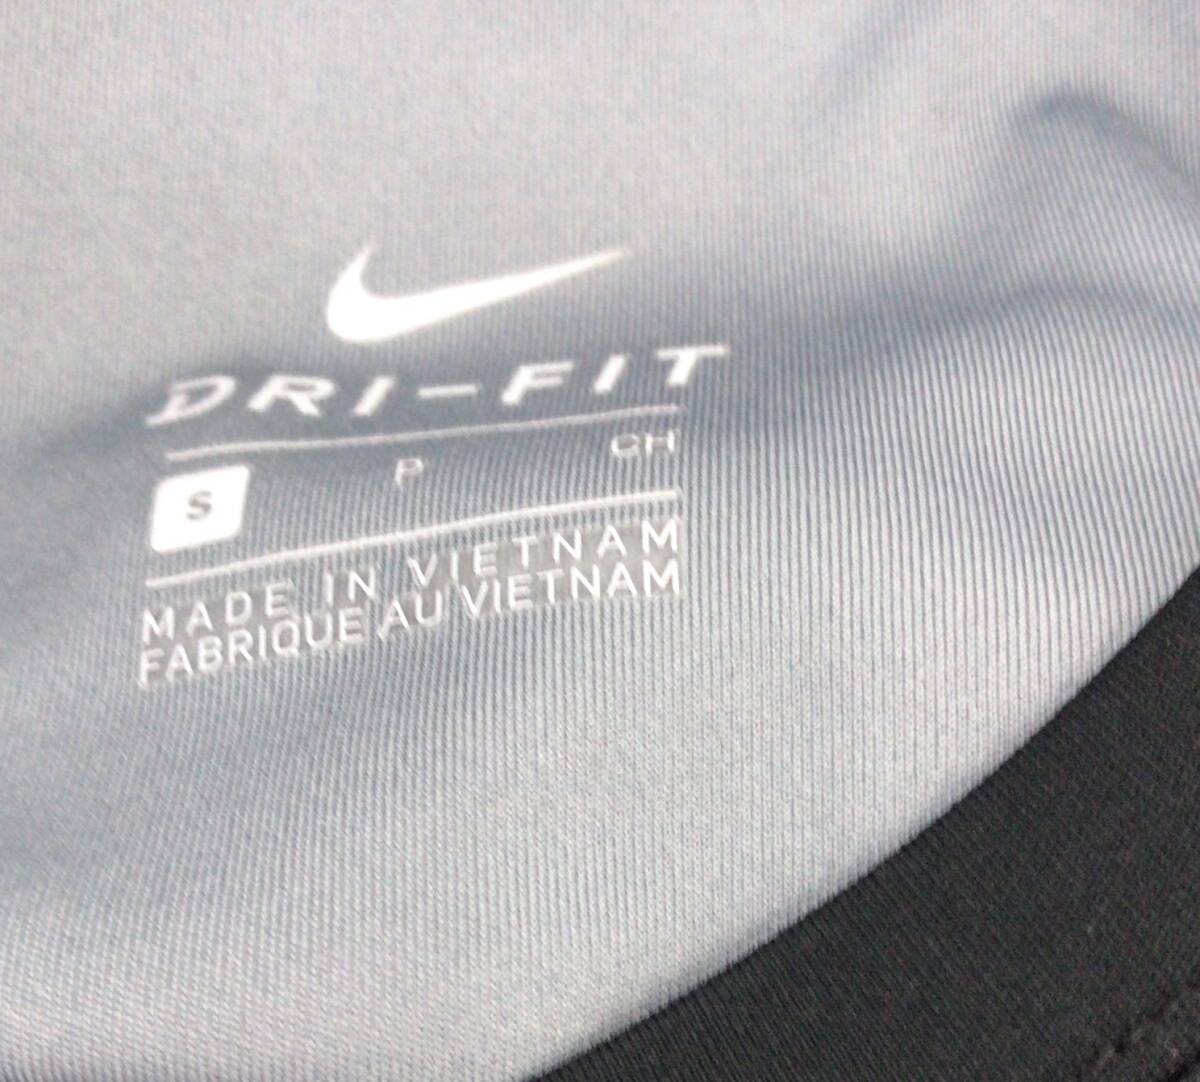 DRI-FIT
S P CH
MADE IN VIETNAM
FABRIQUE AU VIETNAM